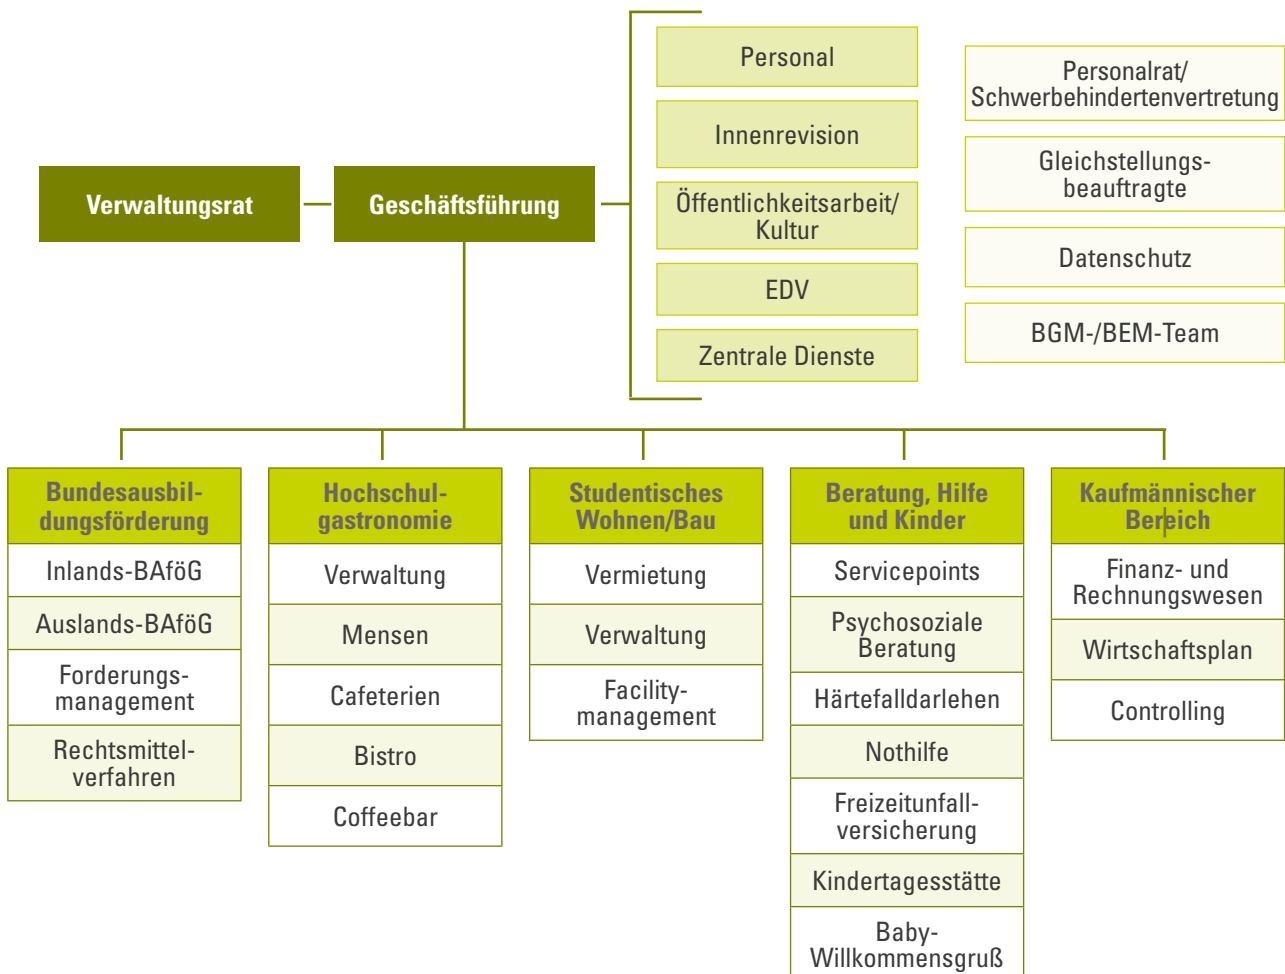 Verwaltungsrat
Geschäftsführung
Personal
Innenrevision
Öffentlichkeitsarbeit/
Kultur
EDV
Zentrale Dienste
Personalrat/
Schwerbehindertenvertretung
Gleichstellungs-
beauftragte
Datenschutz
BGM-/BEM-Team
Bundesausbil-
dungsförderung
Inlands-BAföG
Auslands-BAföG
Forderungs-
management
Rechtsmittel-
verfahren
Hochschul-
gastronomie
Verwaltung
Mensen
Cafeterien
Bistro
Coffeebar
Studentisches
Wohnen/Bau
Vermietung
Verwaltung
Facility-
management
Beratung, Hilfe
und Kinder
Servicepoints
Psychosoziale
Beratung
Härtefalldarlehen
Nothilfe
Freizeitunfall-
versicherung
Kindertagesstätte
Baby-
Willkommensgruß
Kaufmännischer
Bereich
Finanz- und
Rechnungswesen
Wirtschaftsplan
Controlling